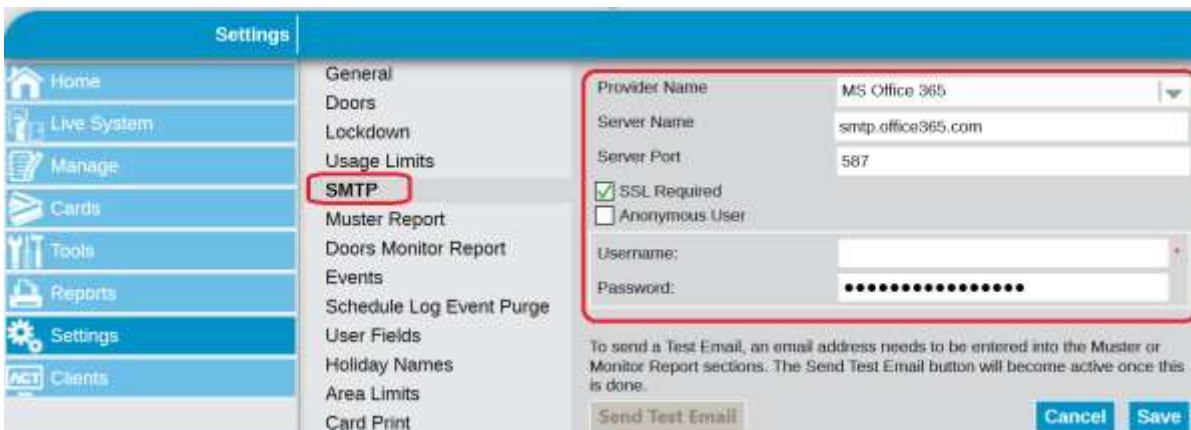 Settings
Home
Live System
Manage
Cards
Tools
Reports
Settings
ACT Clients
General
Doors
Lockdown
Usage Limits
SMTP
Muster Report
Doors Monitor Report
Events
Schedule Log Event Purge
User Fields
Holiday Names
Area Limits
Card Print
Provider Name MS Office 365
Server Name smtp.office365.com
Server Port 587
SSL Required
Anonymous User
Username: *
Password: ●●●●●●●●●●●●●●●●
To send a Test Email, an email address needs to be entered into the Muster or
Monitor Report sections. The Send Test Email button will become active once this
is done.
Send Test Email Cancel Save